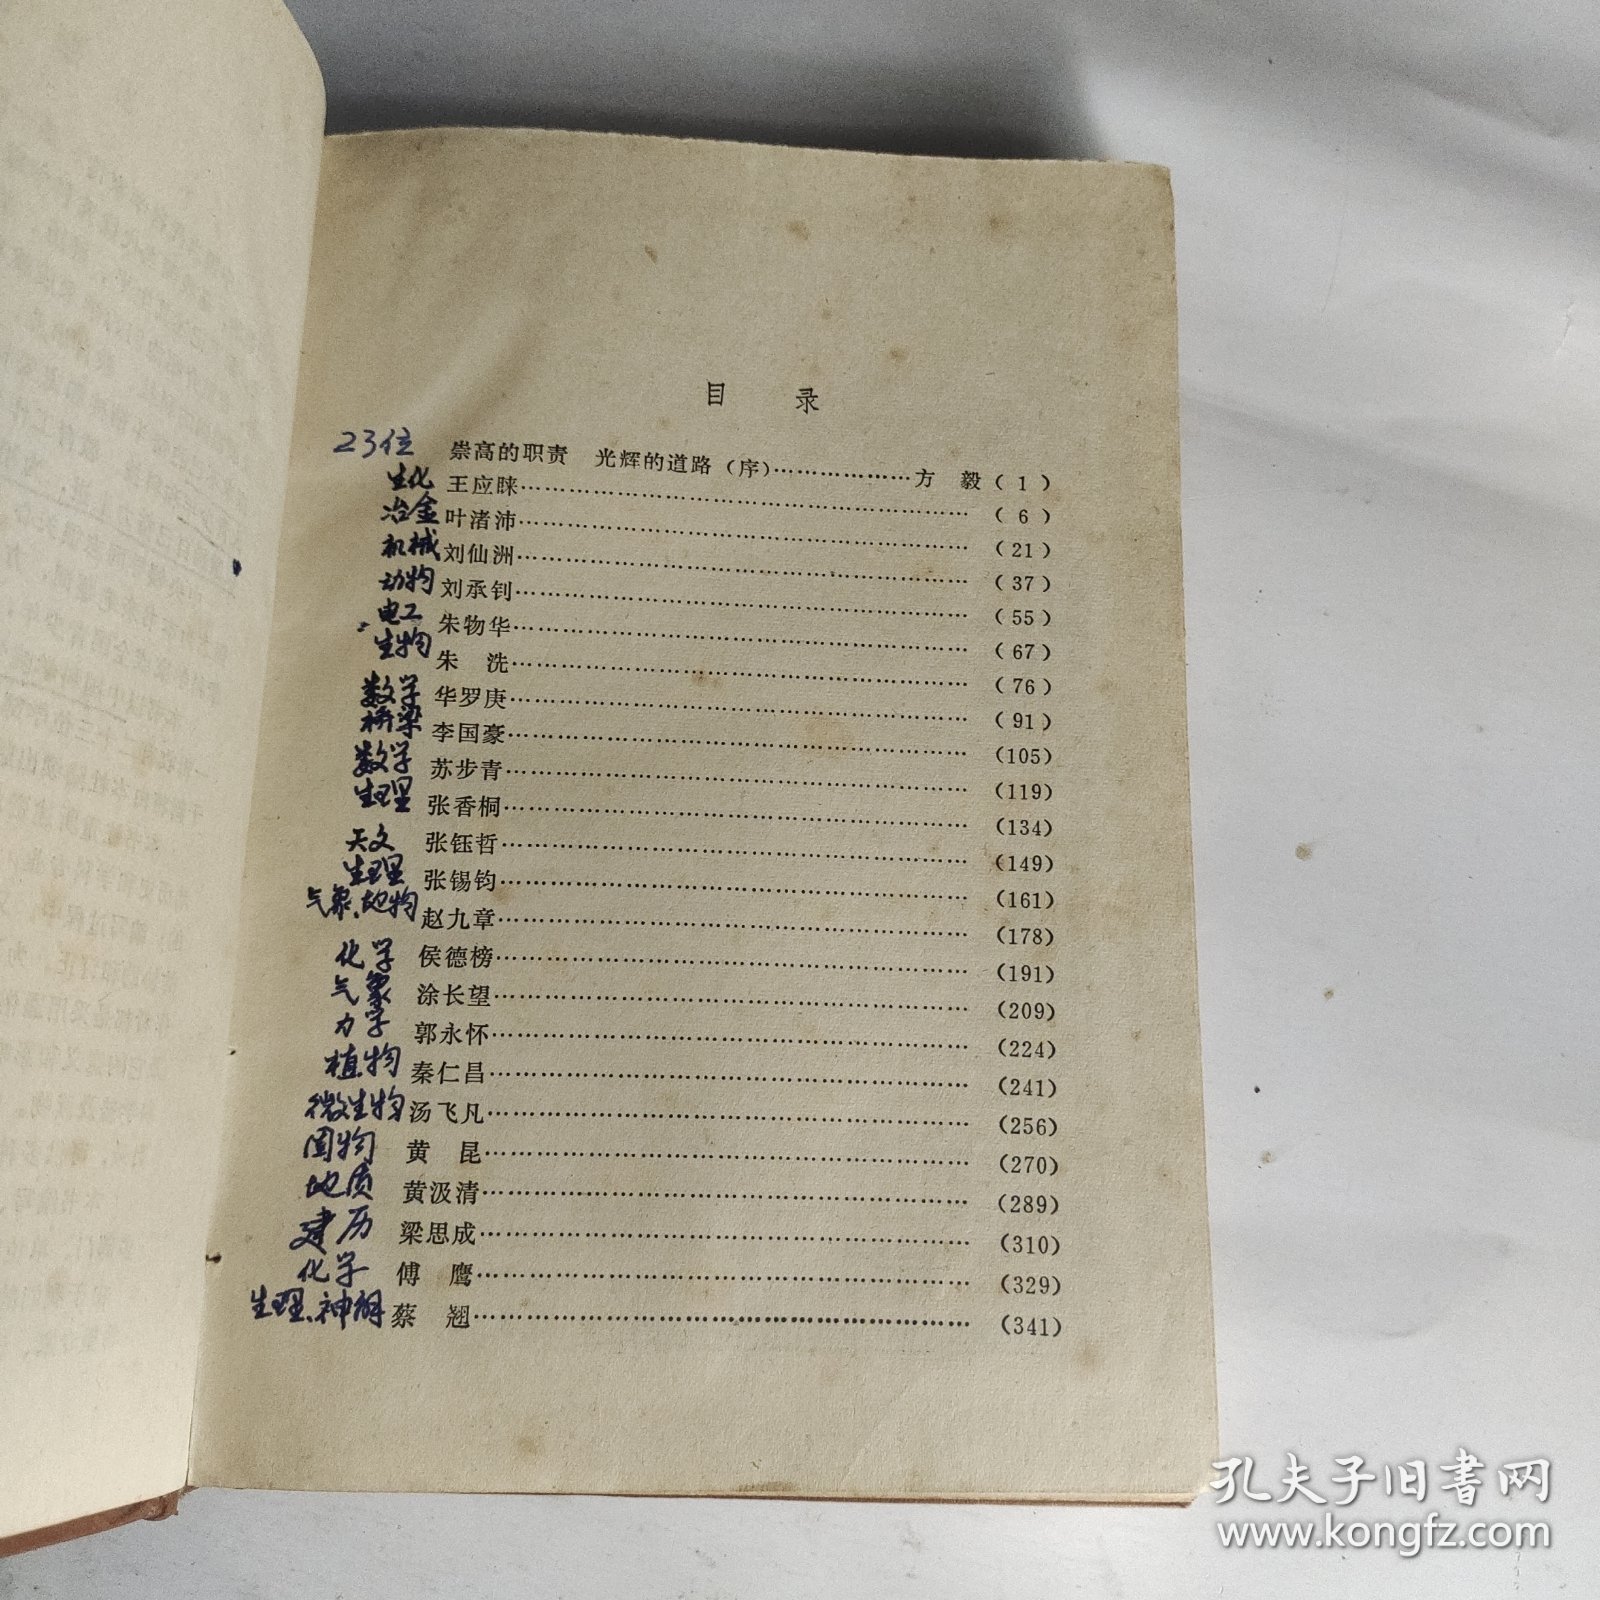 目 录
23位 崇高的职责 光辉的道路（序）……………方 毅（1）
生化 王应睐……………（6）
冶金 叶渚沛……………（21）
机械 刘仙洲……………（37）
动物 刘承钊……………（55）
电工 朱物华……………（67）
生物 朱 洗……………（76）
数学 华罗庚……………（91）
桥梁 李国豪……………（105）
数学 苏步青……………（119）
生理 张香桐……………（134）
天文 张钰哲……………（149）
生理 张锡钧……………（161）
气象、地物 赵九章……………（178）
化学 侯德榜……………（191）
气象 涂长望……………（209）
力学 郭永怀……………（224）
植物 秦仁昌……………（241）
微生物 汤飞凡……………（256）
固物 黄 昆……………（270）
地质 黄汲清……………（289）
建历 梁思成……………（310）
化学 傅 鹰……………（329）
生理、神解 蔡 翘……………（341）
孔夫子旧书网
www.kongfz.com